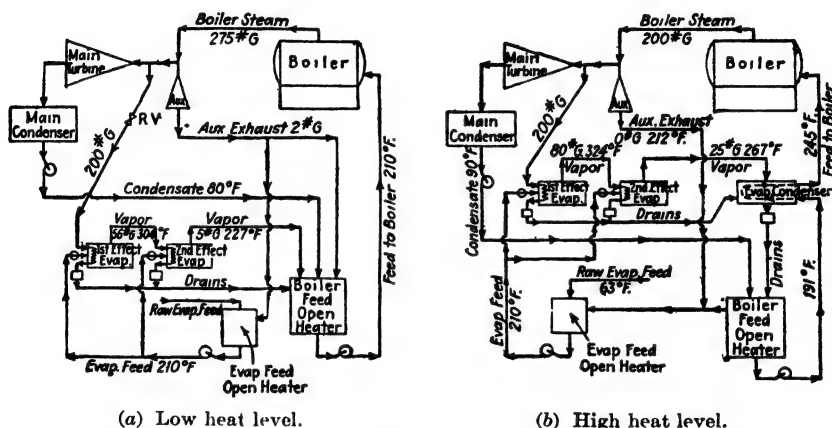 Boiler Steam
275#G
Main
Turbine
Boiler
Aux
Main
Condenser
RV
200#G
Aux Exhaust 2#G
Condensate 80°F
Vapor
Vapor
5#G 227°F
1st Effect
Evap.
2nd Effect
Evap
Drains
Raw Evap. Feed
Boiler
Feed
Open
Heater
Feed to Boiler 210°F.
Evap. Feed 210°F
Evap Feed
Open Heater
(a) Low heat level.
Boiler Steam
200#G
Main
Turbine
Boiler
Aux
Main
Condenser
200#G
Aux. Exhaust
0#G 212°F.
80#G 324°F
Vapor
25#G 267°F
Vapor
245°F.
Feed to Boiler
Condensate 90°F
1st Effect
Evap.
2nd Effect
Evap.
Evap Condenser
Drains
Drains
191°F.
Evap Feed
210°F
Raw Evap. Feed
63°F.
Boiler
Feed
Open
Heater
Evap Feed
Open Heater
(b) High heat level.